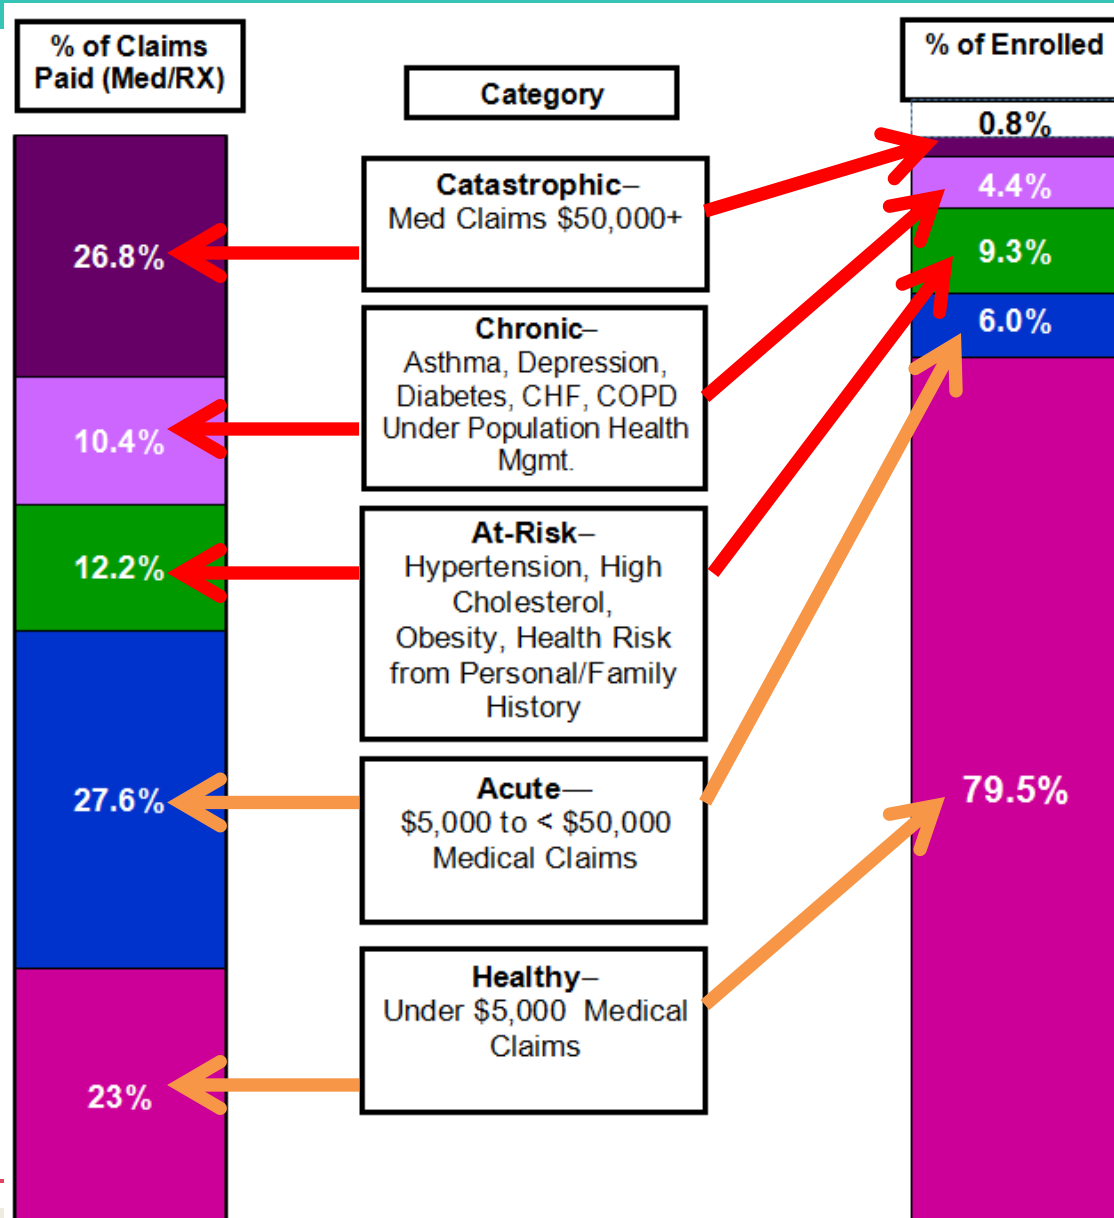 % of Claims
Paid (Med/RX)
Category
% of Enrolled
26.8%
10.4%
12.2%
27.6%
23%
Catastrophic–
Med Claims $50,000+
Chronic–
Asthma, Depression,
Diabetes, CHF, COPD
Under Population Health
Mgmt.
At-Risk–
Hypertension, High
Cholesterol,
Obesity, Health Risk
from Personal/Family
History
Acute—
$5,000 to < $50,000
Medical Claims
Healthy–
Under $5,000  Medical
Claims
0.8%
4.4%
9.3%
6.0%
79.5%